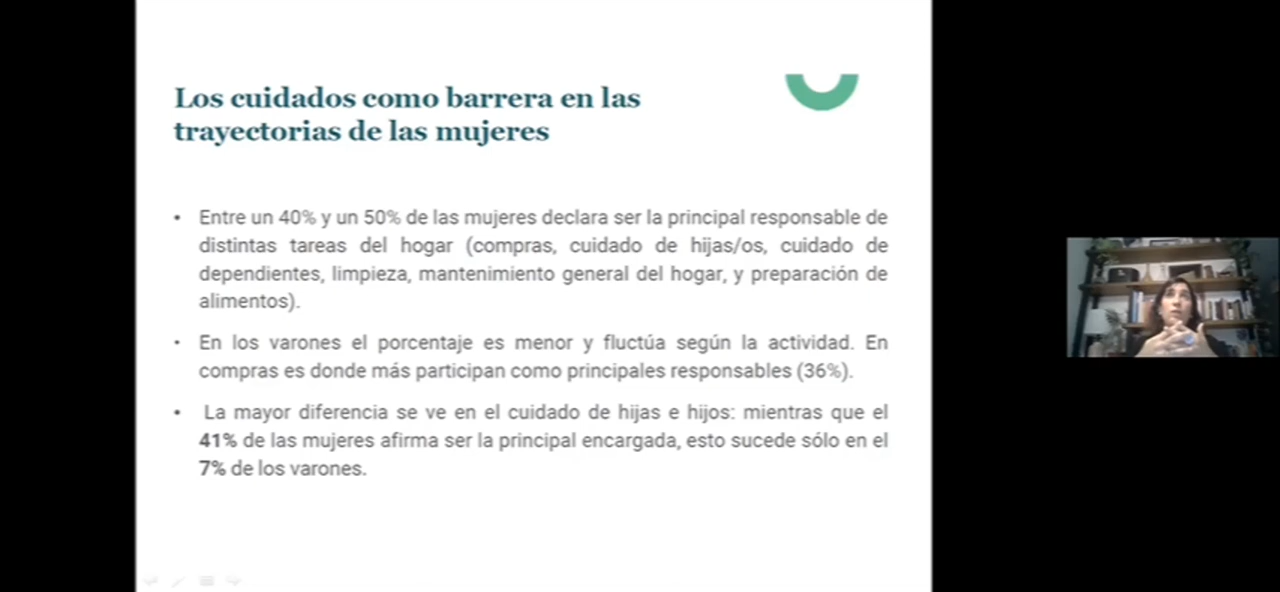 Los cuidados como barrera en las
trayectorias de las mujeres
• Entre un 40% y un 50% de las mujeres declara ser la principal responsable de
distintas tareas del hogar (compras, cuidado de hijas/os, cuidado de
dependientes, limpieza, mantenimiento general del hogar, y preparación de
alimentos).
• En los varones el porcentaje es menor y fluctúa según la actividad. En
compras es donde más participan como principales responsables (36%).
• La mayor diferencia se ve en el cuidado de hijas e hijos: mientras que el
41% de las mujeres afirma ser la principal encargada, esto sucede sólo en el
7% de los varones.